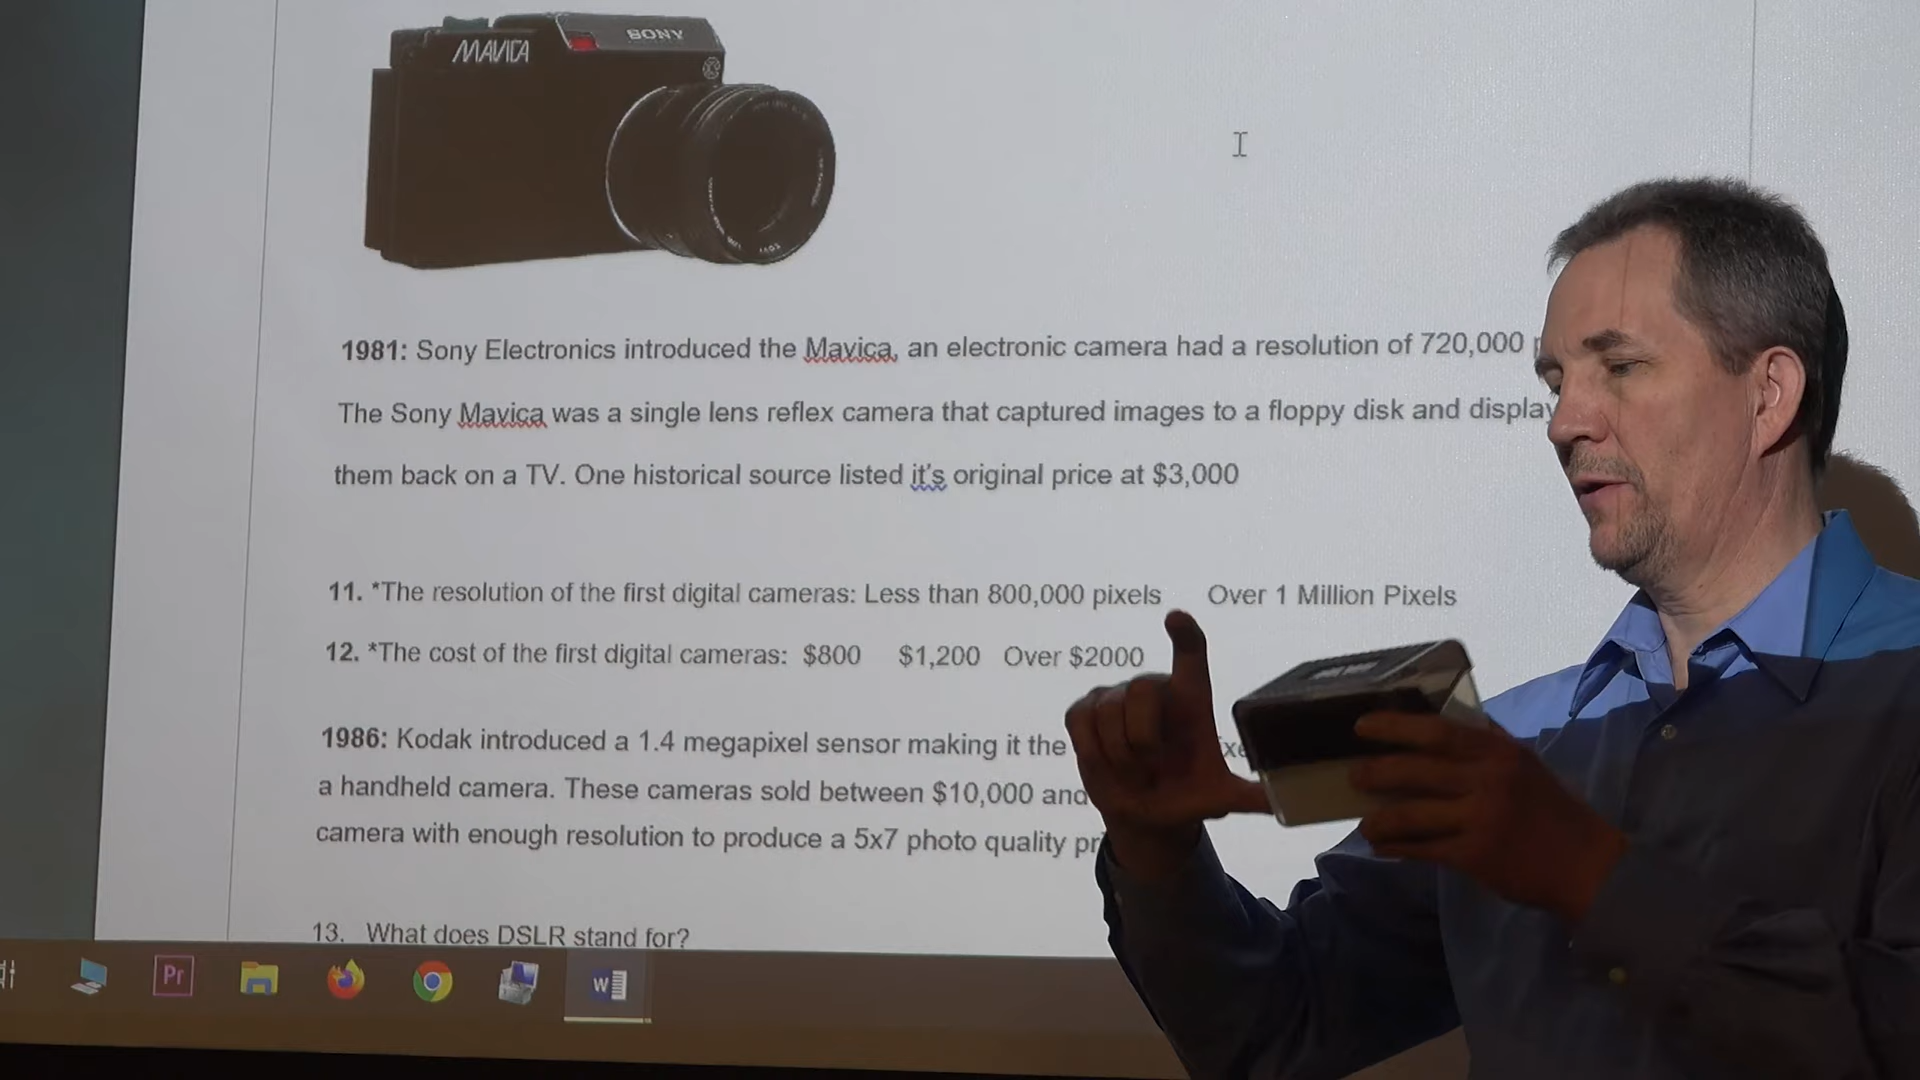 MAVICA
SONY
1981: Sony Electronics introduced the Mavica, an electronic camera had a resolution of 720,000
The Sony Mavica was a single lens reflex camera that captured images to a floppy disk and display
them back on a TV. One historical source listed it's original price at $3,000
11. *The resolution of the first digital cameras: Less than 800,000 pixels Over 1 Million Pixels
12. *The cost of the first digital cameras: $800 $1,200 Over $2000
1986: Kodak introduced a 1.4 megapixel sensor making it the
a handheld camera. These cameras sold between $10,000 and
camera with enough resolution to produce a 5x7 photo quality
13. What does DSLR stand for?
Pr
W